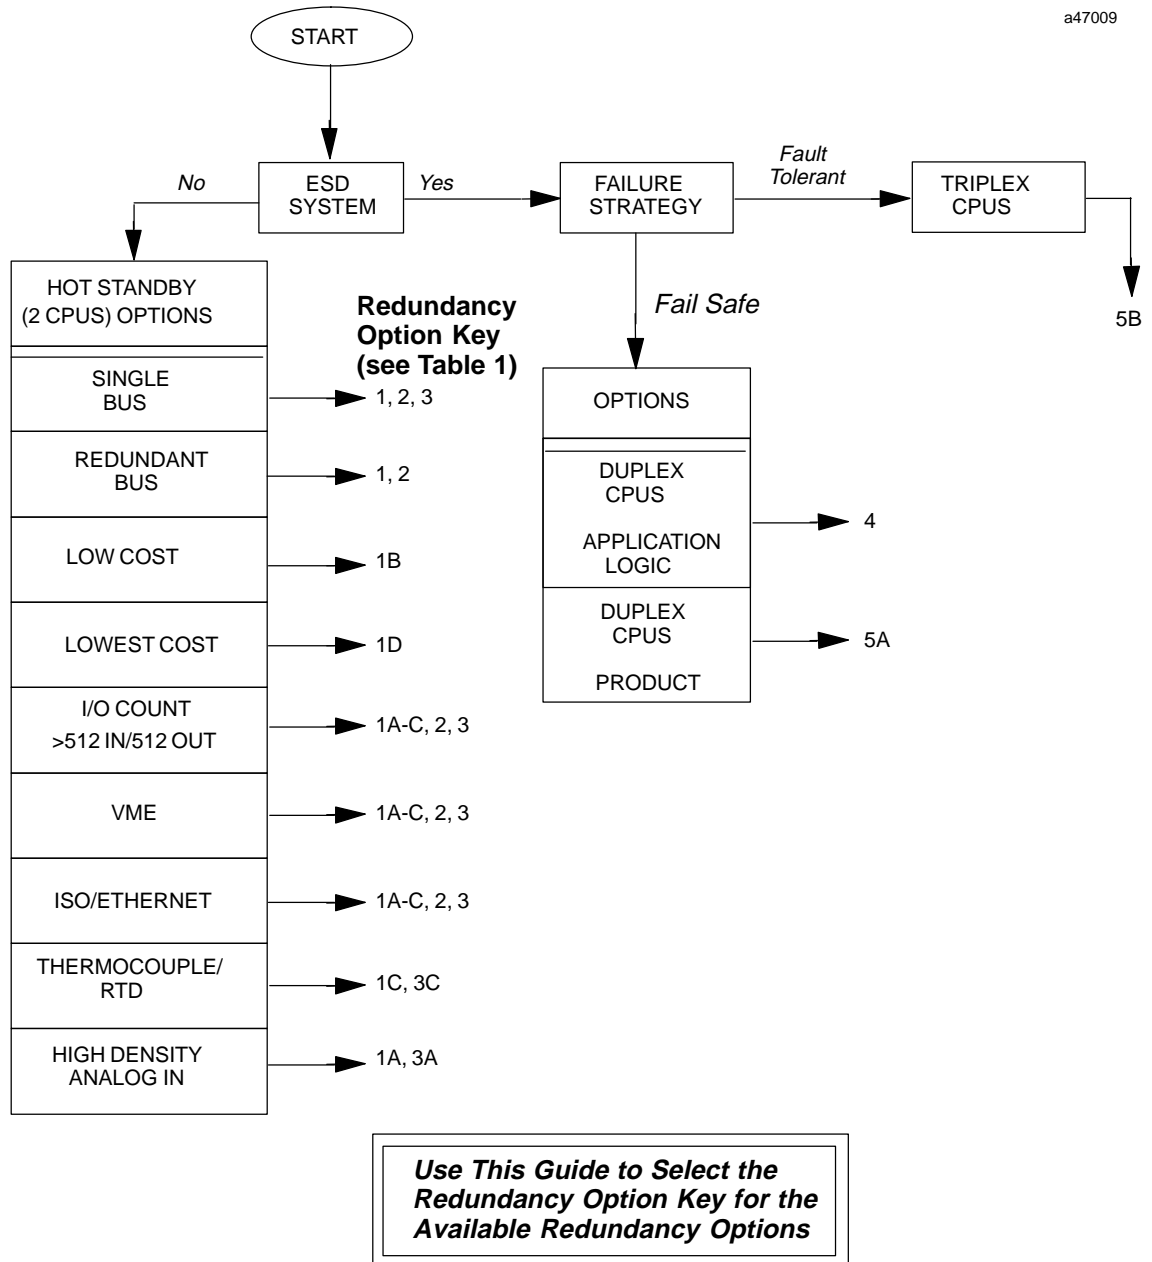 a47009
START
No
ESD
SYSTEM
Yes
FAILURE
STRATEGY
Fault
Tolerant
TRIPLEX
CPUS
5B
HOT STANDBY
(2 CPUS) OPTIONS
Redundancy
Option Key
(see Table 1)
SINGLE
BUS
1, 2, 3
REDUNDANT
BUS
1, 2
LOW COST
1B
LOWEST COST
1D
I/O COUNT
>512 IN/512 OUT
1A-C, 2, 3
VME
1A-C, 2, 3
ISO/ETHERNET
1A-C, 2, 3
THERMOCOUPLE/
RTD
1C, 3C
HIGH DENSITY
ANALOG IN
1A, 3A
Fail Safe
OPTIONS
DUPLEX
CPUS
APPLICATION
LOGIC
4
DUPLEX
CPUS
PRODUCT
5A
Use This Guide to Select the
Redundancy Option Key for the
Available Redundancy Options